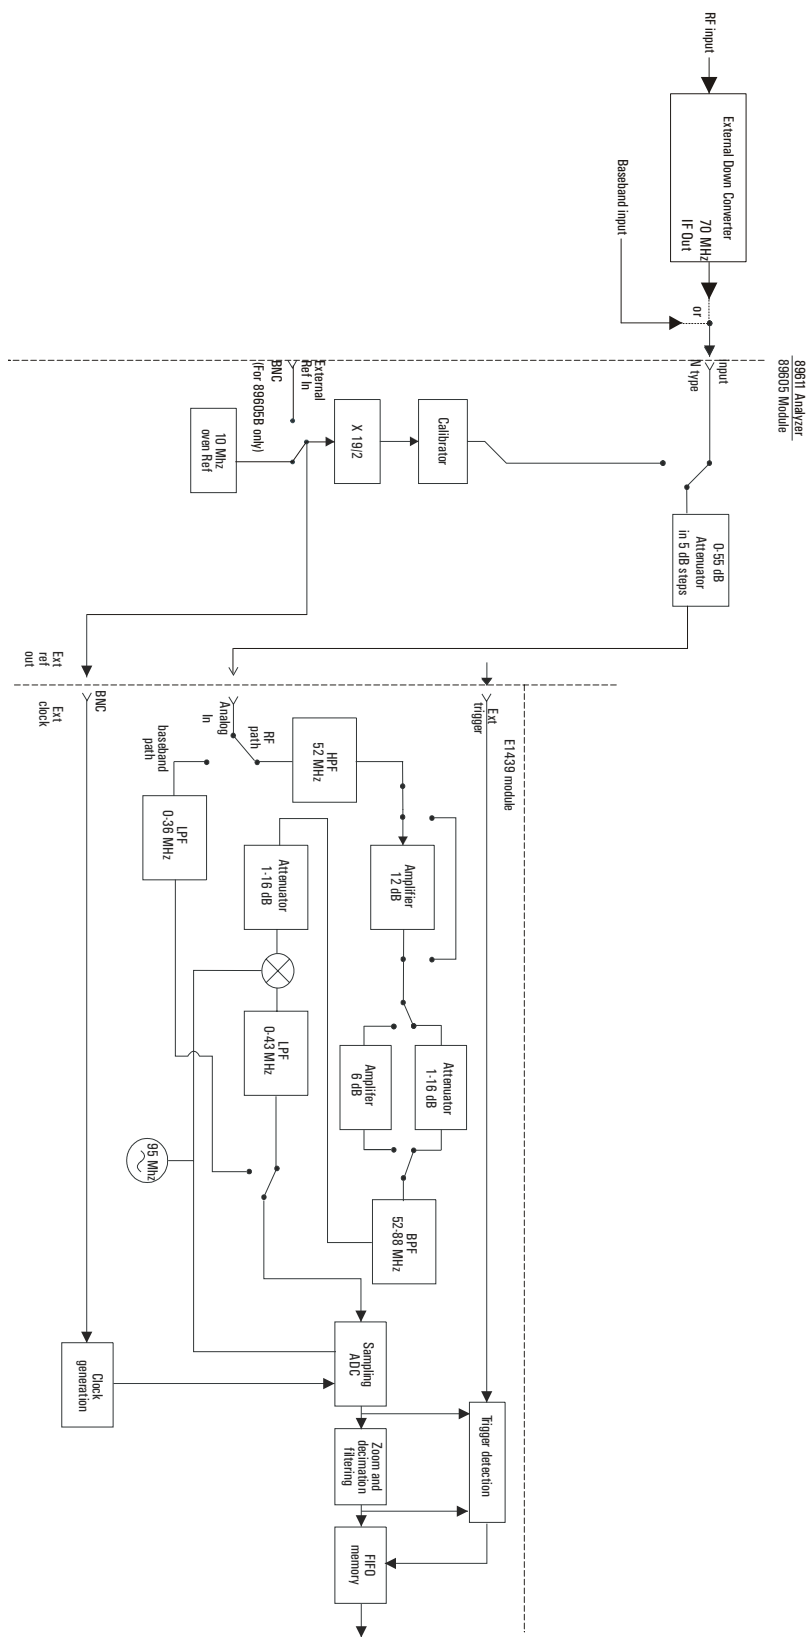 89611 Analyzer
89605 Module
RF input
External Down Converter
70 MHz
IF Out
or
Baseband input
Input
N type
0-55 dB
Attenuator
in 5 dB steps
Calibrator
X 19/2
External
Ref In
BNC
(For 89605B only)
10 Mhz
oven Ref
Ext
ref
out
E1439 module
Ext
trigger
Analog
In
BNC
Ext
clock
RF
path
baseband
path
HPF
52 MHz
LPF
0-36 MHz
Amplifier
12 dB
Attenuator
1-16 dB
Amplifer
6 dB
BPF
52-88 MHz
Attenuator
1-16 dB
LPF
0-43 MHz
95 Mhz
Sampling
ADC
Clock
generation
Trigger detection
Zoom and
decimation
filtering
FIFO
memory